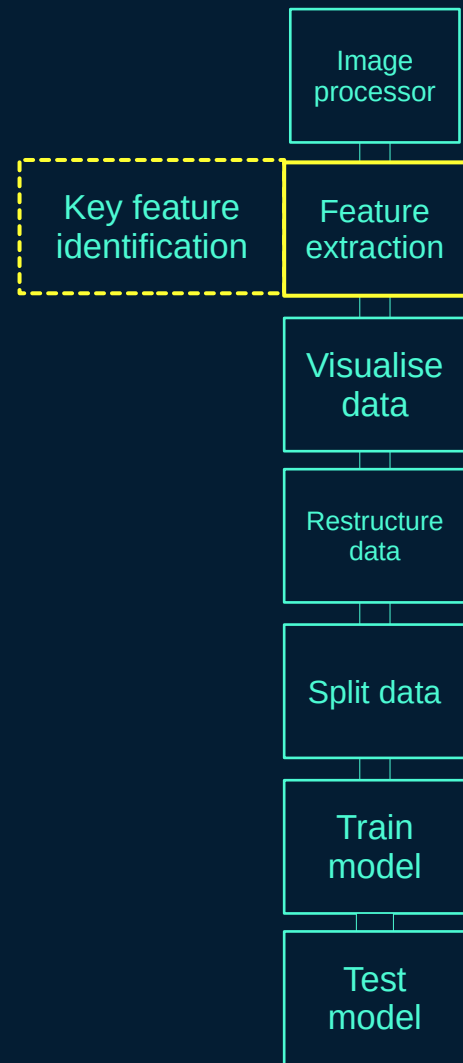 Image
processor
Key feature
identification
Feature
extraction
Visualise
data
Restructure
data
Split data
Train
model
Test
model